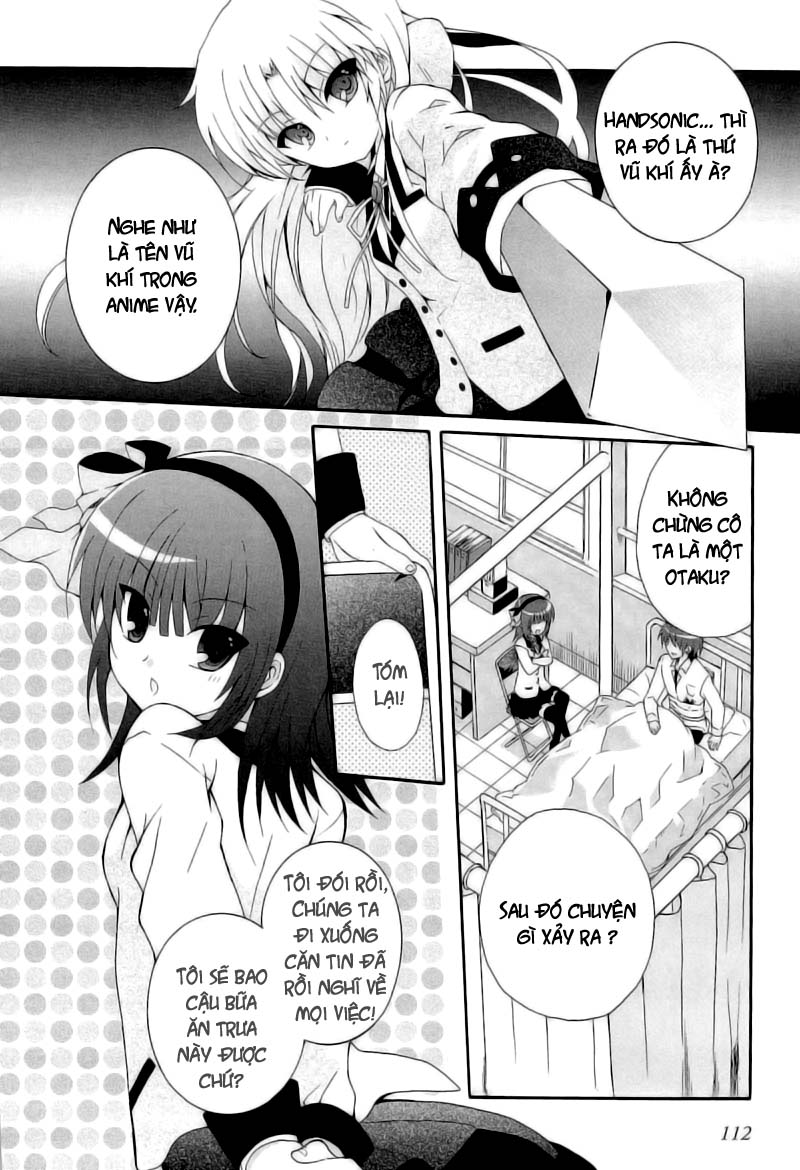 HANDSONIC... THÌ
RA ĐÓ LÀ THỨ
VŨ KHÍ ẤY À?
NGHE NHƯ
LÀ TÊN VŨ
KHÍ TRONG
ANIME VẬY.
KHÔNG
CHỪNG CÔ
TA LÀ MỘT
OTAKU?
SAU ĐÓ CHUYỆN
GÌ XẢY RA ?
TÓM
LẠI!
TÔI ĐÓI RỒI,
CHÚNG TA
ĐI XUỐNG
CĂN TIN ĐÃ
RỒI NGHĨ VỀ
MỌI VIỆC!
TÔI SẼ BAO
CẬU BỮA
ĂN TRƯA
NÀY ĐƯỢC
CHỨ?
112